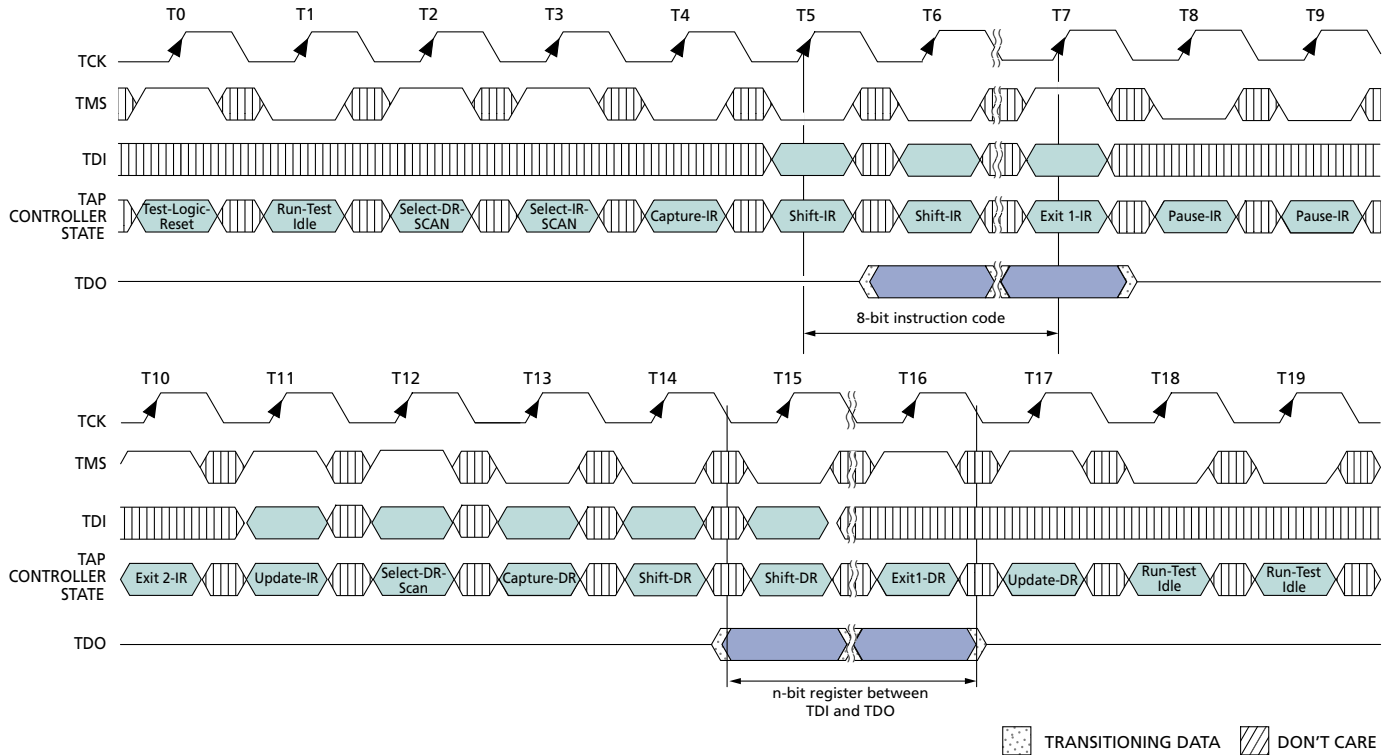 T0 T1 T2 T3 T4 T5 T6 T7 T8 T9
TCK
TMS
TDI
TAP
CONTROLLER
STATE
Test-Logic-
Reset
Run-Test
Idle
Select-DR-
SCAN
Select-IR-
SCAN
Capture-IR
Shift-IR
Shift-IR
Exit 1-IR
Pause-IR
Pause-IR
TDO
8-bit instruction code
T10 T11 T12 T13 T14 T15 T16 T17 T18 T19
TCK
TMS
TDI
TAP
CONTROLLER
STATE
Exit 2-IR
Update-IR
Select-DR-
Scan
Capture-DR
Shift-DR
Shift-DR
Exit1-DR
Update-DR
Run-Test
Idle
Run-Test
Idle
TDO
n-bit register between
TDI and TDO
TRANSITIONING DATA
DON'T CARE